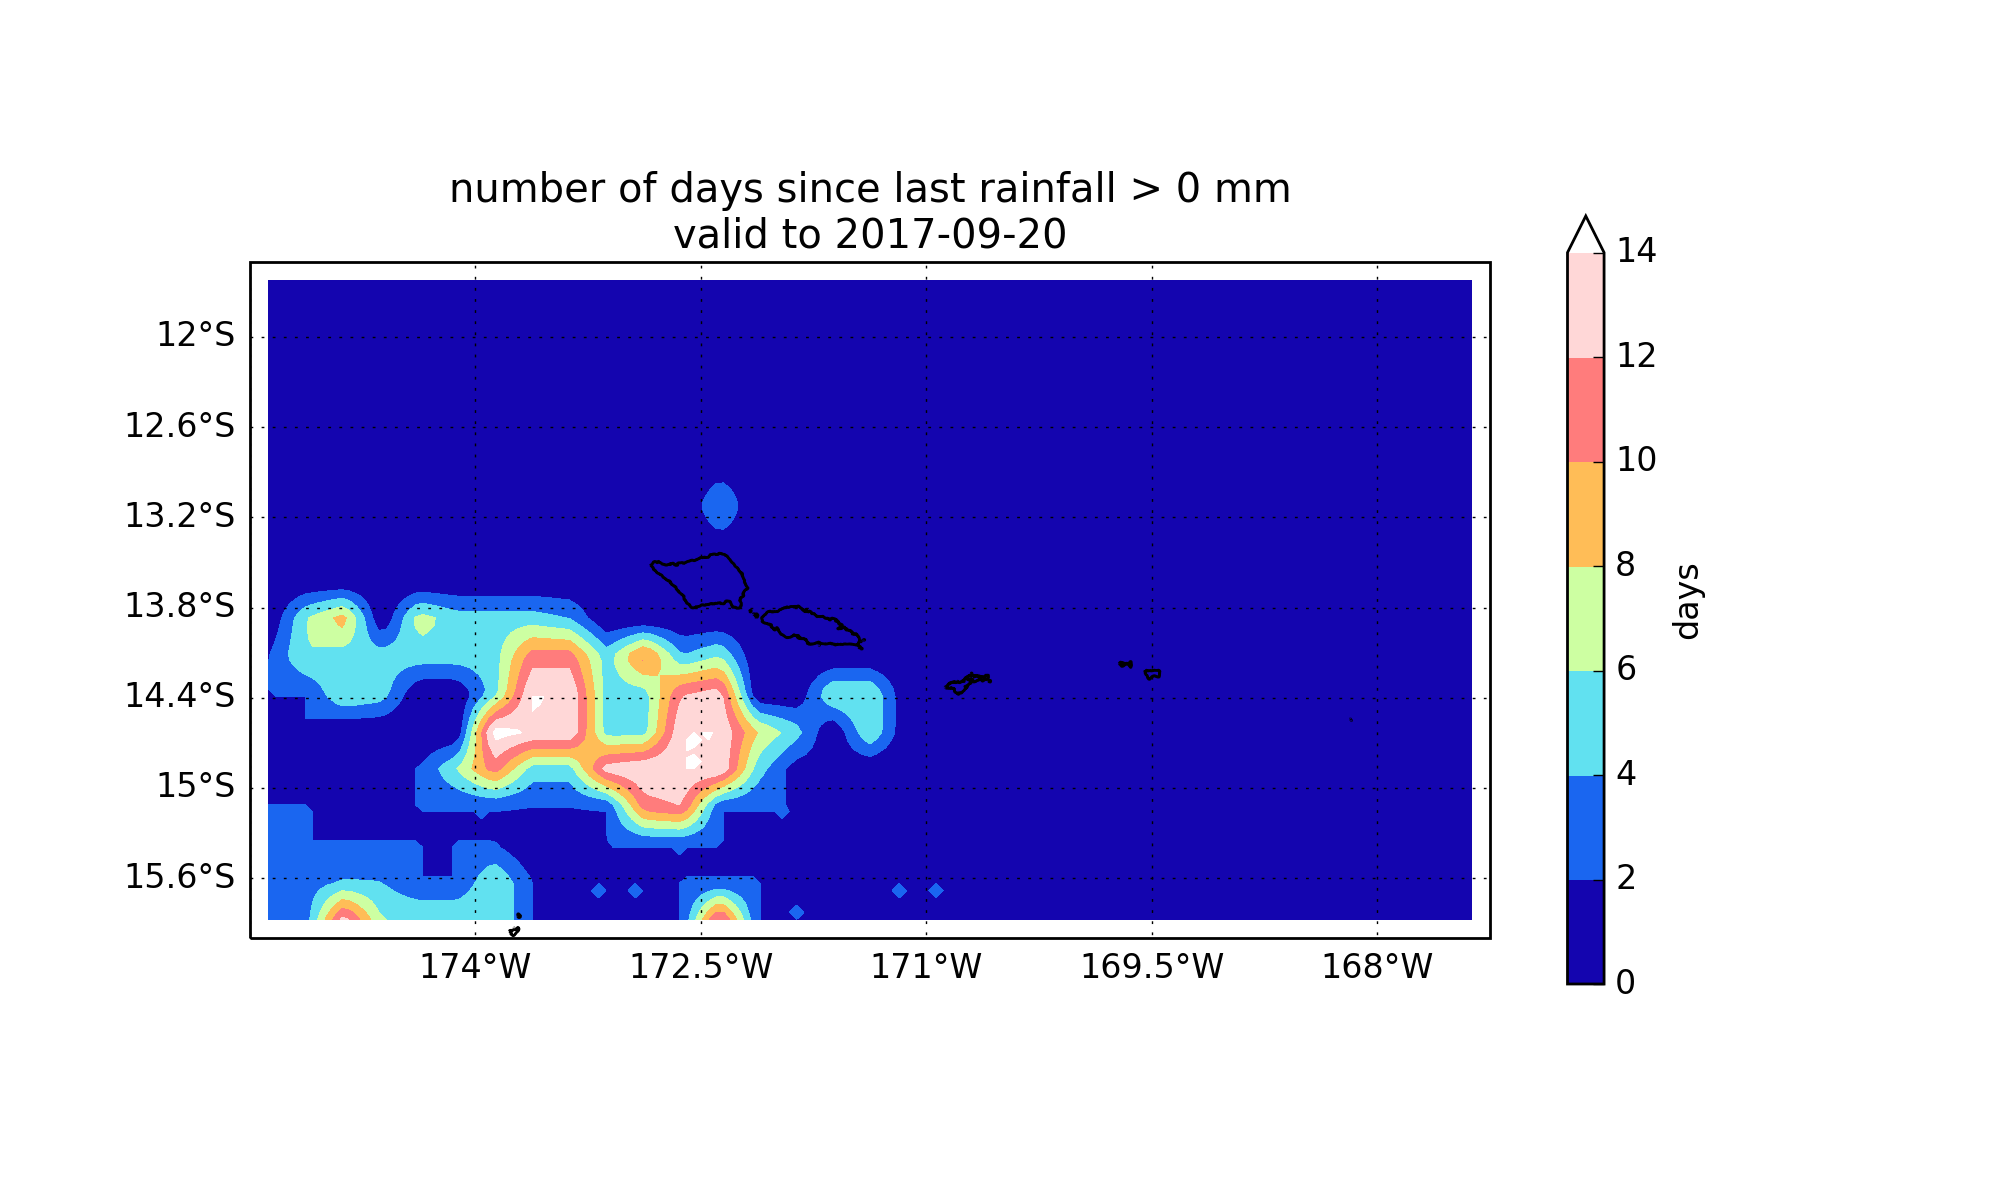 number of days since last rainfall > 0 mm
valid to 2017-09-20
12°S
12.6°S
13.2°S
13.8°S
14.4°S
15°S
15.6°S
174°W 172.5°W 171°W 169.5°W 168°W
14
12
10
8
6
4
2
0
days